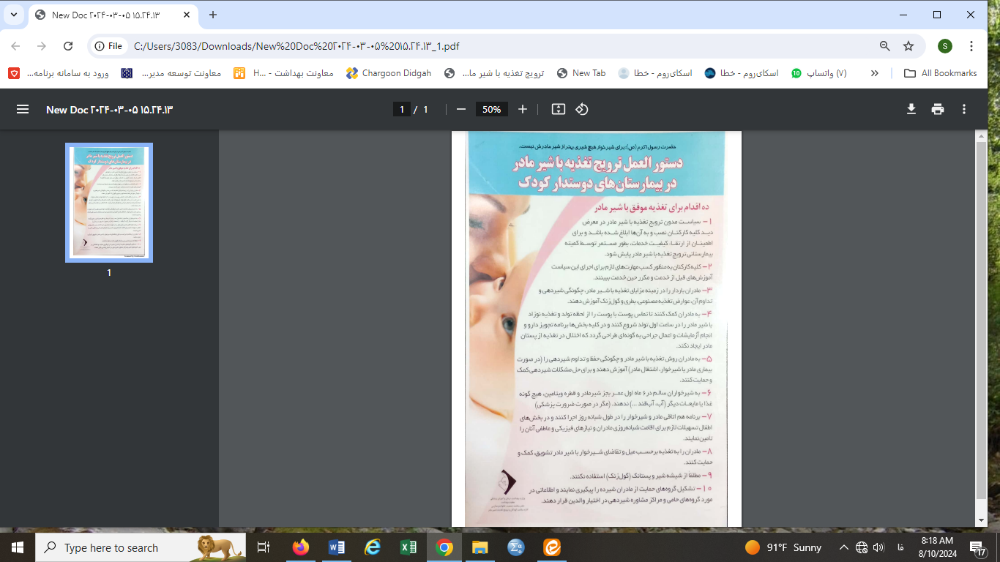 New Doc ۲۰۲۴-۰۳-۰۵ ۱۵.۲۴.۱۳
File
C:/Users/3083/Downloads/New%20Doc%20۲۰۲۴-۰۳-۰۵%20۱۵.۲۴.۱۳_1.pdf
S
ورود به سامانه برنامه...
معاونت توسعه مدیر...
معاونت بهداشت - H...
Chargoon Didgah
ترویج تغذیه با شیر ما...
New Tab
اسکای‌روم - خطا
اسکای‌روم - خطا
(۷) واتساپ
10
All Bookmarks
New Doc ۲۰۲۴-۰۳-۰۵ ۱۵.۲۴.۱۳
1 / 1
50%
1
حضرت رسول اکرم (ص): برای شیر خوار هیچ شیری بهتر از شیر مادرش نیست.
دستور العمل ترویج تغذیه با شیر مادر
در بیمارستان‌های دوستدار کودک
ده اقدام برای تغذیه موفق با شیر مادر
۱- سیاست مدون ترویج تغذیه با شیر مادر در معرض
دید کلیه کارکنان نصب و به آن‌ها ابلاغ شده باشد و برای
اطمینان از ارتقاء کیفیت خدمات، بطور مستمر توسط کمیته
بیمارستانی ترویج تغذیه با شیر مادر پایش شود.
۲- کلیه کارکنان به منظور کسب مهارت‌های لازم برای اجرای این سیاست
آموزش‌های قبل از خدمت و مکرر حین خدمت ببینند.
۳- مادران باردار را در زمینه مزایای تغذیه با شیر مادر، چگونگی شیردهی و
تداوم آن، عوارض تغذیه مصنوعی، بطری و گول‌زنک آموزش دهند.
۴- به مادران کمک کنند تا تماس پوست با پوست را از لحظه تولد و تغذیه نوزاد
با شیر مادر را در ساعت اول تولد شروع کنند و در کلیه بخش‌ها برنامه تجویز دارو و
انجام آزمایشات و اعمال جراحی به گونه‌ای طراحی گردد که اختلال در تغذیه از پستان
مادر ایجاد نکند.
۵- به مادران روش تغذیه با شیر مادر و چگونگی حفظ و تداوم شیردهی را (در صورت
بیماری مادر یا شیرخوار، اشتغال مادر) آموزش دهند و برای حل مشکلات شیردهی کمک
و حمایت کنند.
۶- به شیرخواران سالم در ۶ ماه اول عمر بجز شیرمادر و قطره ویتامین، هیچ گونه
غذا یا مایعات دیگر (آب، آب‌قند ...) ندهند. (مگر در صورت ضرورت پزشکی)
۷- برنامه هم اتاقی مادر و شیرخوار را در طول شبانه روز اجرا کنند و در بخش‌های
اطفال تسهیلات لازم برای اقامت شبانه‌روزی مادران و نیازهای فیزیکی و عاطفی آنان را
تامین‌نمایند.
۸- مادران را به تغذیه برحسب میل و تقاضای شیرخوار با شیر مادر تشویق، کمک و
حمایت کنند.
۹- مطلقا از شیشه شیر و پستانک (گول‌زنک) استفاده نکنند.
۱۰- تشکیل گروه‌های حمایت از مادران شیرده را پیگیری نمایند و اطلاعاتی در
مورد گروه‌های حامی و مراکز مشاوره شیردهی در اختیار والدین قرار دهند.
Type here to search
91°F Sunny
فا
8:18 AM
8/10/2024
17